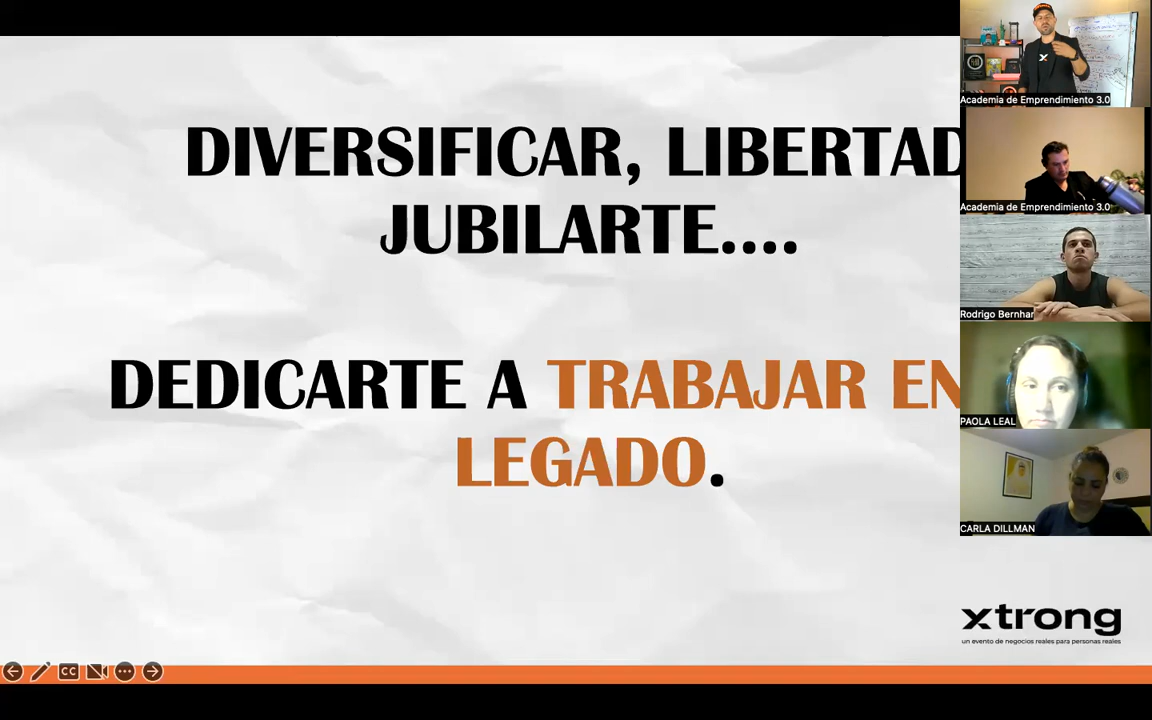 DIVERSIFICAR, LIBERTAD
JUBILARTE....
DEDICARTE A TRABAJAR EN
LEGADO.
Academia de Emprendimiento 3.0
Academia de Emprendimiento 3.0
Rodrigo Bernhar
PAOLA LEAL
CARLA DILLMAN
xtrong
un evento de negocios reales para personas reales
CC